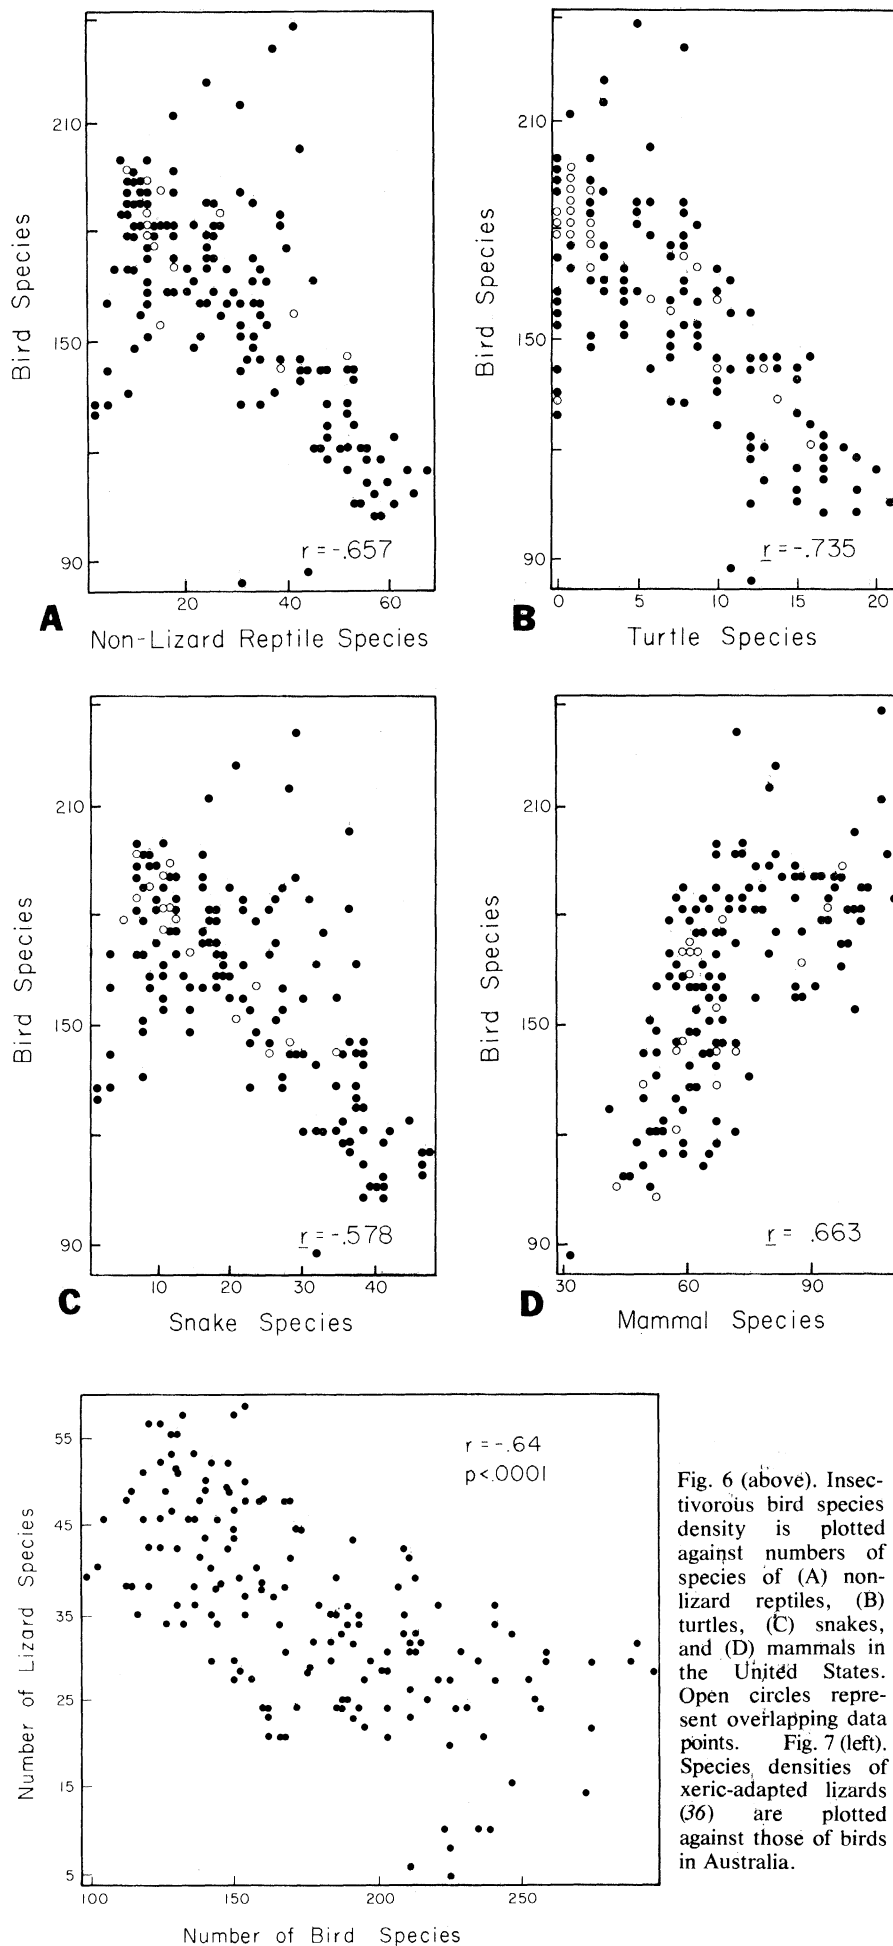 210
150
90
Bird Species
r = -.657
20 40 60
A
Non-Lizard Reptile Species
210
150
90
Bird Species
r = -.735
0 5 10 15 20
B
Turtle Species
210
150
90
Bird Species
r = -.578
10 20 30 40
C
Snake Species
210
150
90
Bird Species
r = .663
30 60 90
D
Mammal Species
55
45
35
25
15
5
Number of Lizard Species
r = -.64
p<.0001
100 150 200 250
Number of Bird Species
Fig. 6 (above). Insec-
tivorous bird species
density is plotted
against numbers of
species of (A) non-
lizard reptiles, (B)
turtles, (C) snakes,
and (D) mammals in
the United States.
Open circles repre-
sent overlapping data
points. Fig. 7 (left).
Species densities of
xeric-adapted lizards
(36) are plotted
against those of birds
in Australia.